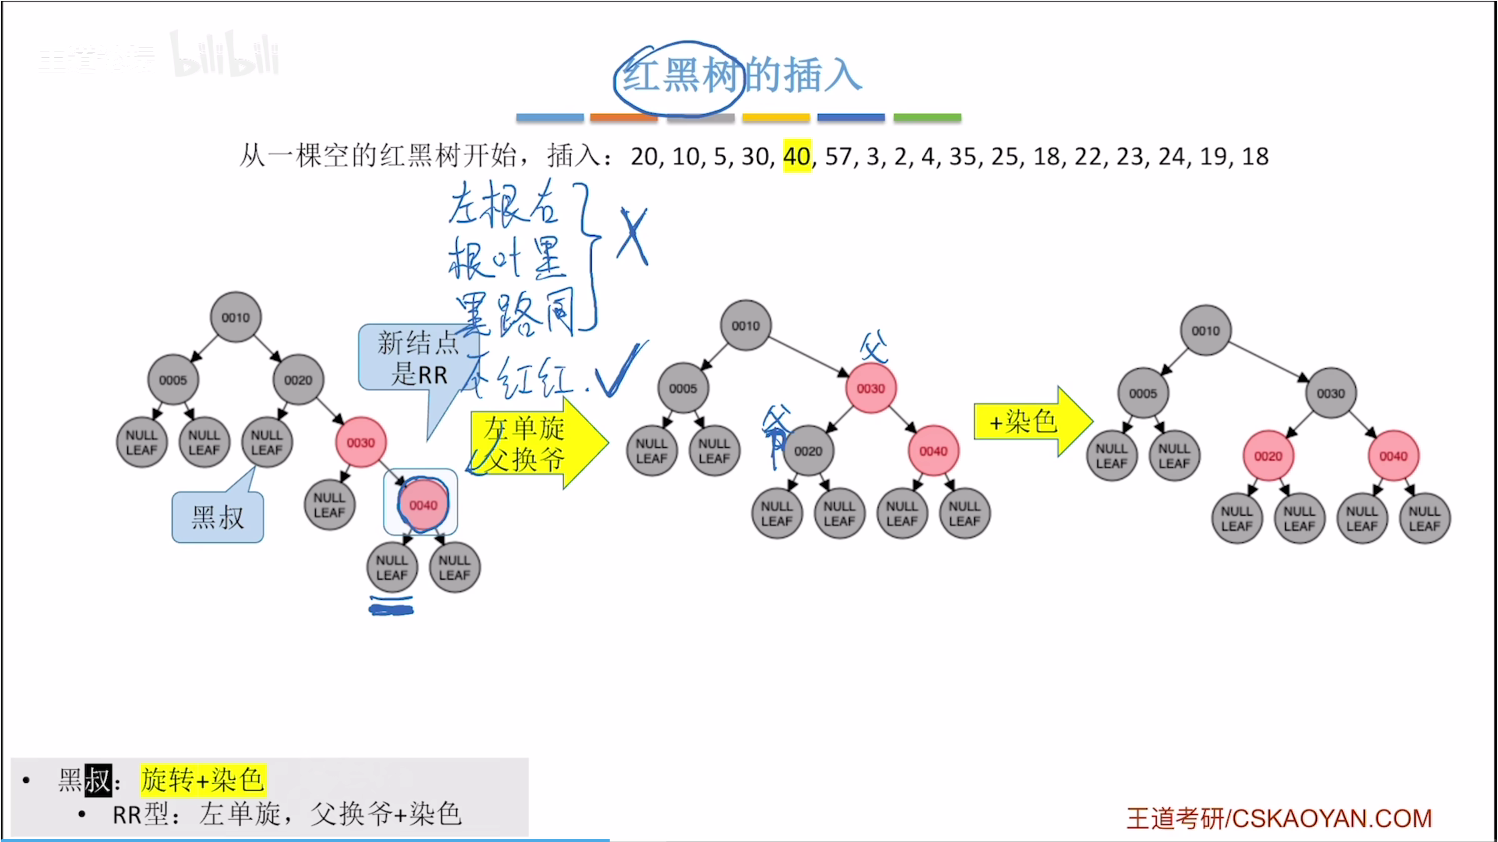 bilibili
红黑树的插入
从一棵空的红黑树开始，插入：20, 10, 5, 30, 40, 57, 3, 2, 4, 35, 25, 18, 22, 23, 24, 19, 18
左根右
根叶黑
黑路同
不红红.
新结点
是RR
黑叔
0010
0005
0020
NULL LEAF
NULL LEAF
NULL LEAF
0030
NULL LEAF
0040
NULL LEAF
NULL LEAF
左单旋
父换爷
0010
父
0005
0030
NULL LEAF
NULL LEAF
爷
0020
0040
NULL LEAF
NULL LEAF
NULL LEAF
NULL LEAF
+染色
0010
0005
0030
NULL LEAF
NULL LEAF
0020
0040
NULL LEAF
NULL LEAF
NULL LEAF
NULL LEAF
• 黑叔：旋转+染色
• RR型：左单旋，父换爷+染色
王道考研/CSKAOYAN.COM